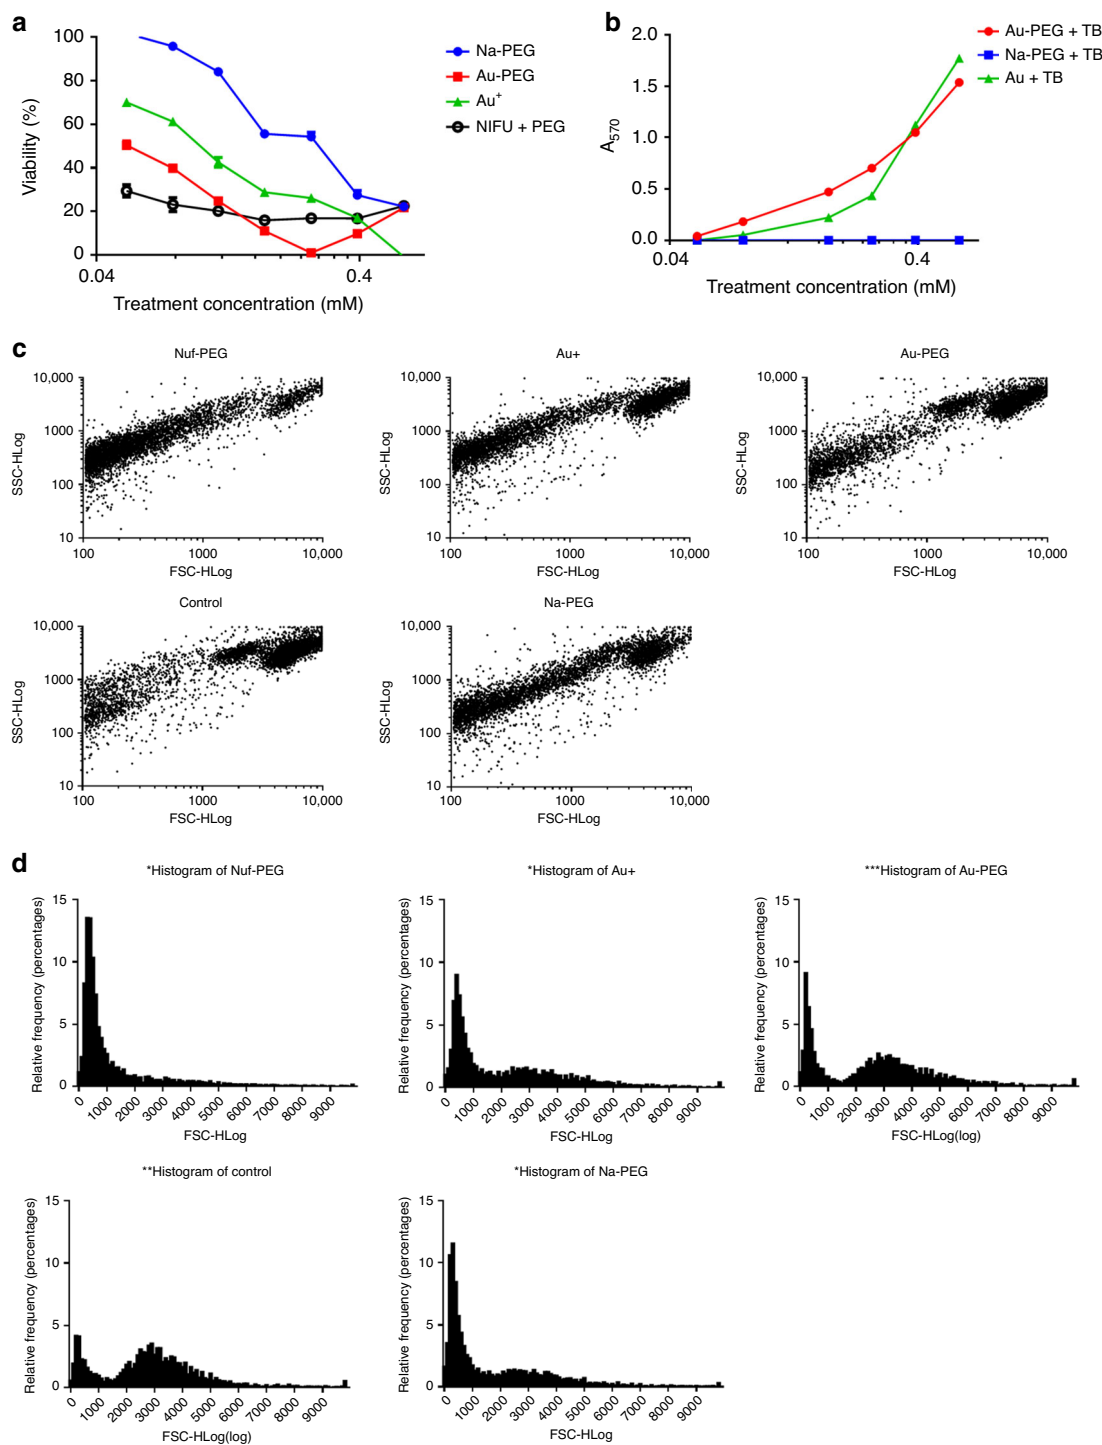 a
100
80
60
40
20
0
0.04
0.4
Viability (%)
Treatment concentration (mM)
Na-PEG
Au-PEG
Au+
NIFU + PEG
b
2.0
1.5
1.0
0.5
0.0
0.04
0.4
A570
Treatment concentration (mM)
Au-PEG + TB
Na-PEG + TB
Au + TB
c
Nuf-PEG
10,000
1000
100
10
SSC-HLog
100
1000
10,000
FSC-HLog
Au+
10,000
1000
100
10
SSC-HLog
100
1000
10,000
FSC-HLog
Au-PEG
10,000
1000
100
10
SSC-HLog
100
1000
10,000
FSC-HLog
Control
10,000
1000
100
10
SSC-HLog
100
1000
10,000
FSC-HLog
Na-PEG
10,000
1000
100
10
SSC-HLog
100
1000
10,000
FSC-HLog
d
*Histogram of Nuf-PEG
Relative frequency (percentages)
15
10
5
0
0 1000 2000 3000 4000 5000 6000 7000 8000 9000
FSC-HLog
*Histogram of Au+
Relative frequency (percentages)
15
10
5
0
0 1000 2000 3000 4000 5000 6000 7000 8000 9000
FSC-HLog
***Histogram of Au-PEG
Relative frequency (percentages)
15
10
5
0
0 1000 2000 3000 4000 5000 6000 7000 8000 9000
FSC-HLog(log)
**Histogram of control
Relative frequency (percentages)
15
10
5
0
0 1000 2000 3000 4000 5000 6000 7000 8000 9000
FSC-HLog(log)
*Histogram of Na-PEG
Relative frequency (percentages)
15
10
5
0
0 1000 2000 3000 4000 5000 6000 7000 8000 9000
FSC-HLog